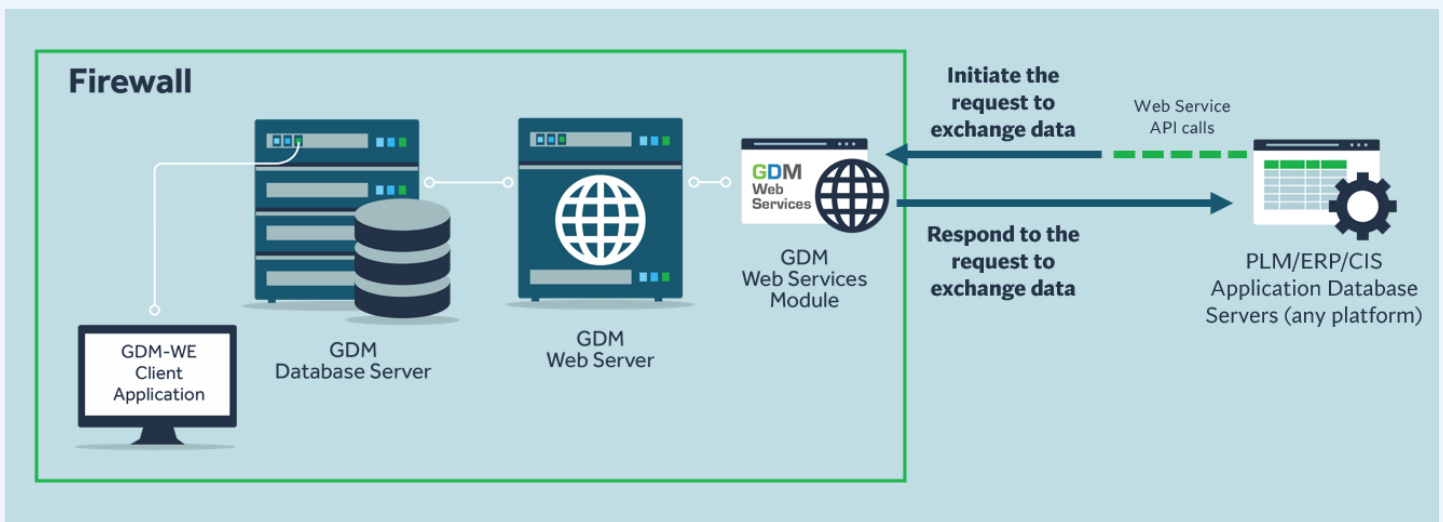 Firewall
Initiate the
request to
exchange data
Web Service
API calls
GDM
Web
Services
GDM
Web Services
Module
Respond to the
request to
exchange data
PLM/ERP/CIS
Application Database
Servers (any platform)
GDM
Web Server
GDM
Database Server
GDM-WE
Client
Application